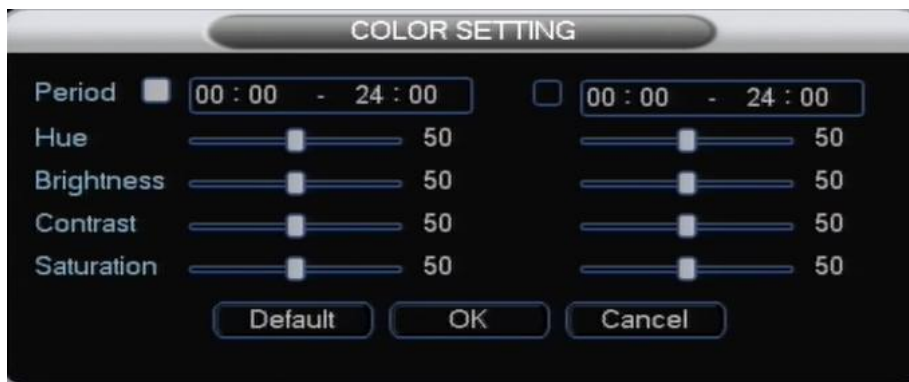 COLOR SETTING
Period 00 : 00 - 24 : 00 00 : 00 - 24 : 00
Hue 50 50
Brightness 50 50
Contrast 50 50
Saturation 50 50
Default OK Cancel